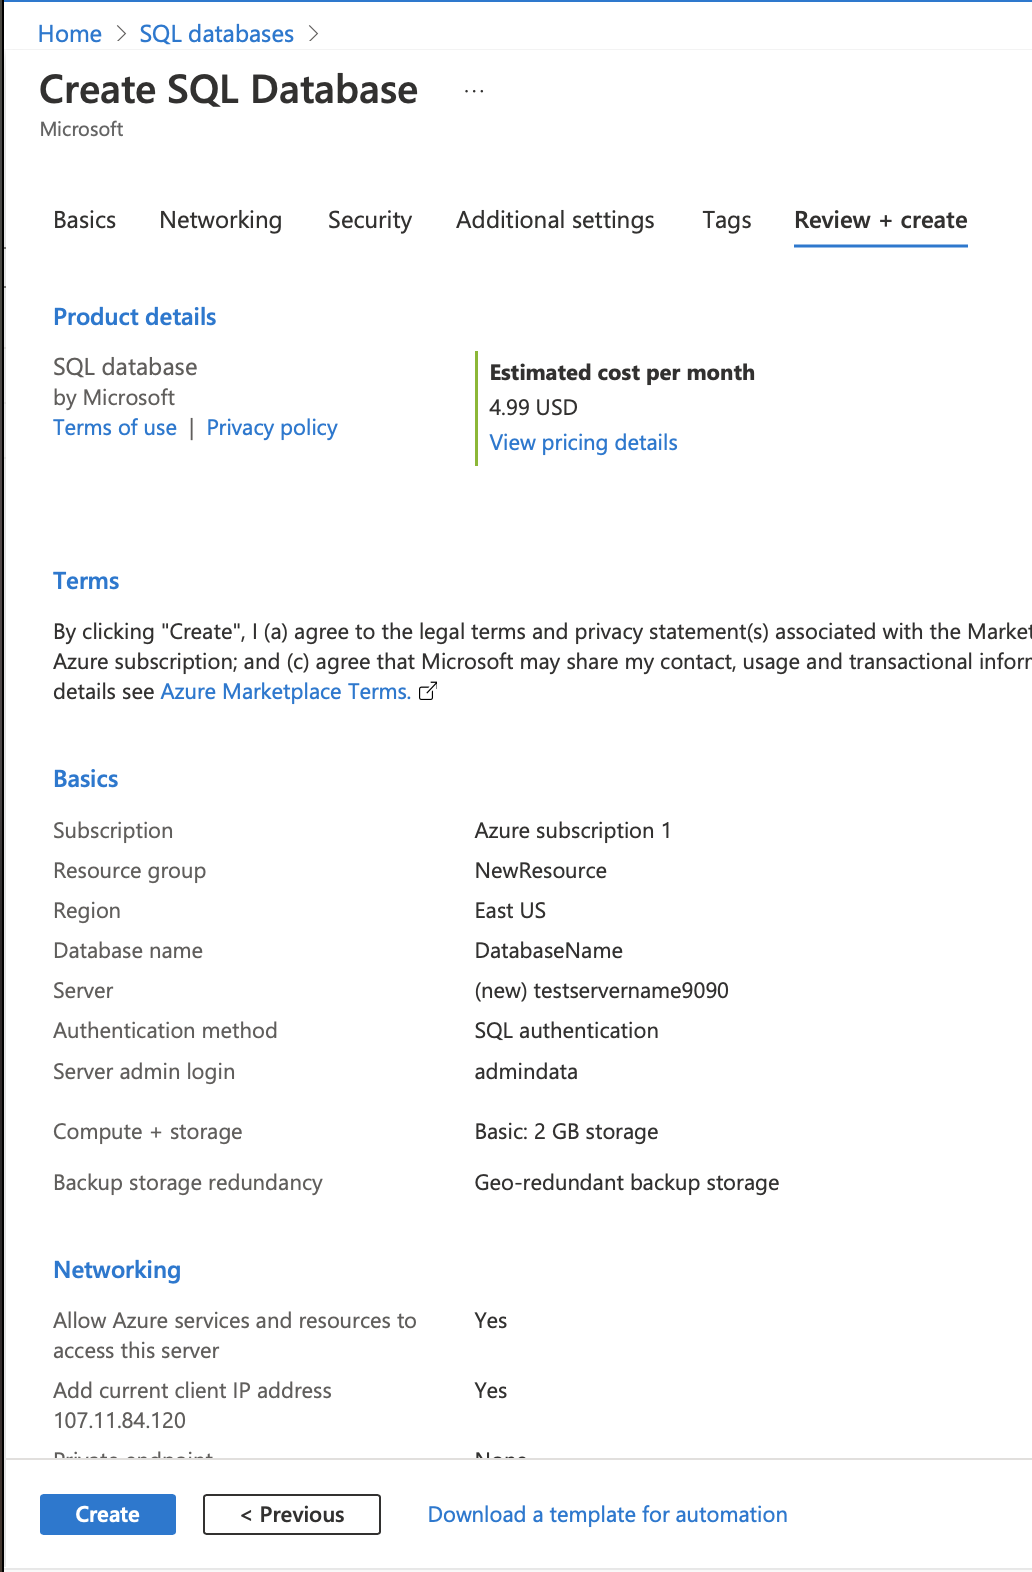 Home > SQL databases >
Create SQL Database ...
Microsoft
Basics Networking Security Additional settings Tags Review + create
Product details
SQL database
by Microsoft
Terms of use | Privacy policy
Estimated cost per month
4.99 USD
View pricing details
Terms
By clicking "Create", I (a) agree to the legal terms and privacy statement(s) associated with the Market
Azure subscription; and (c) agree that Microsoft may share my contact, usage and transactional inform
details see Azure Marketplace Terms.
Basics
Subscription Azure subscription 1
Resource group NewResource
Region East US
Database name DatabaseName
Server (new) testservername9090
Authentication method SQL authentication
Server admin login admindata
Compute + storage Basic: 2 GB storage
Backup storage redundancy Geo-redundant backup storage
Networking
Allow Azure services and resources to Yes
access this server
Add current client IP address Yes
107.11.84.120
Private endpoint None
Create < Previous Download a template for automation